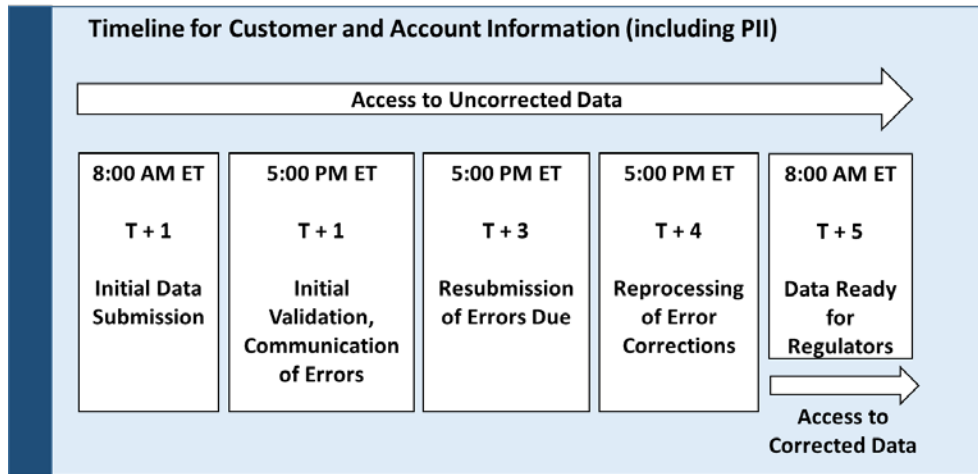 Timeline for Customer and Account Information (including PII)
Access to Uncorrected Data
8:00 AM ET
T + 1
Initial Data
Submission
5:00 PM ET
T + 1
Initial
Validation,
Communication
of Errors
5:00 PM ET
T + 3
Resubmission
of Errors Due
5:00 PM ET
T + 4
Reprocessing
of Error
Corrections
8:00 AM ET
T + 5
Data Ready
for
Regulators
Access to
Corrected Data